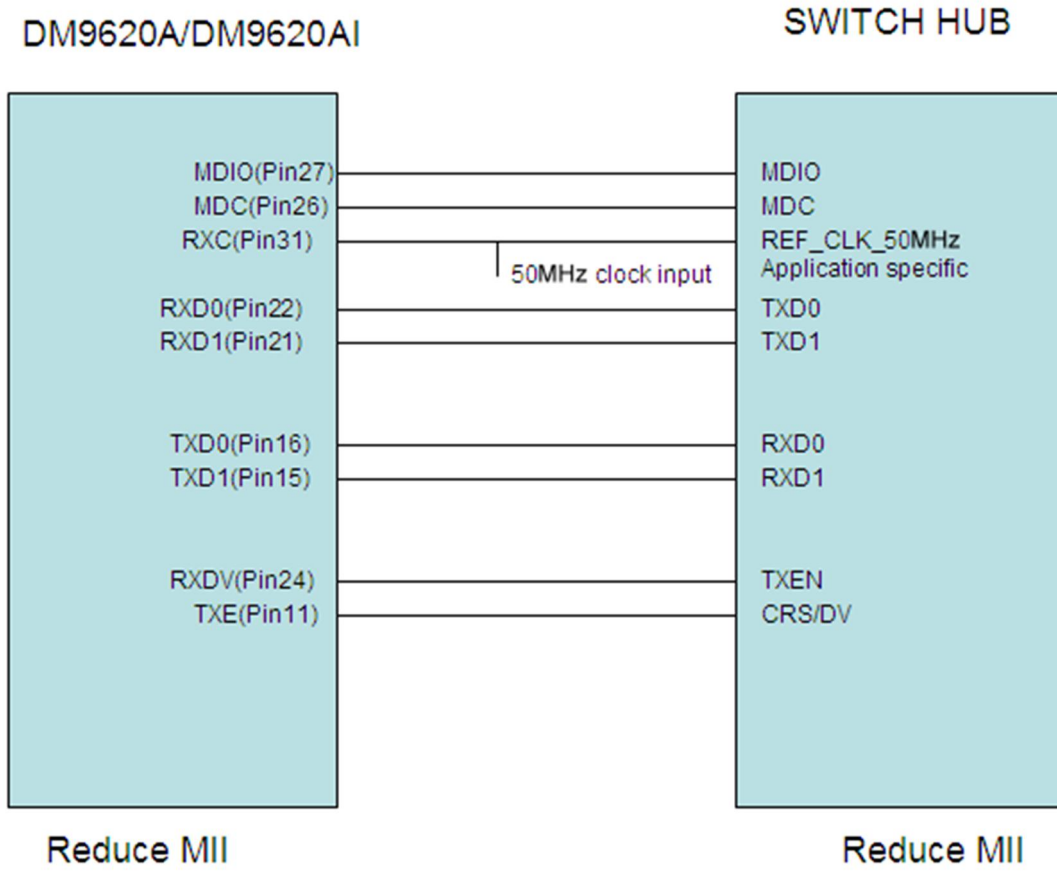 DM9620A/DM9620AI
SWITCH HUB
MDIO(Pin27)
MDIO
MDC(Pin26)
MDC
RXC(Pin31)
REF_CLK_50MHz
50MHz clock input
Application specific
RXD0(Pin22)
TXD0
RXD1(Pin21)
TXD1
TXD0(Pin16)
RXD0
TXD1(Pin15)
RXD1
RXDV(Pin24)
TXEN
TXE(Pin11)
CRS/DV
Reduce MII
Reduce MII